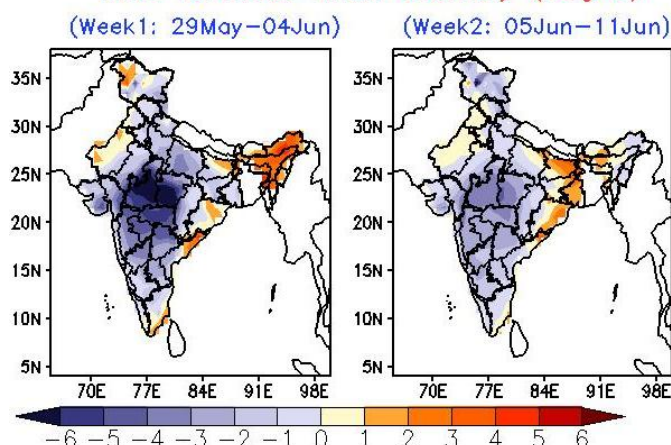 (Week1: 29May-04Jun) (Week2: 05Jun-11Jun)
35N 35N
30N 30N
25N 25N
20N 20N
15N 15N
10N 10N
5N 5N
70E 77E 84E 91E 98E 70E 77E 84E 91E 98E
-6 -5 -4 -3 -2 -1 0 1 2 3 4 5 6